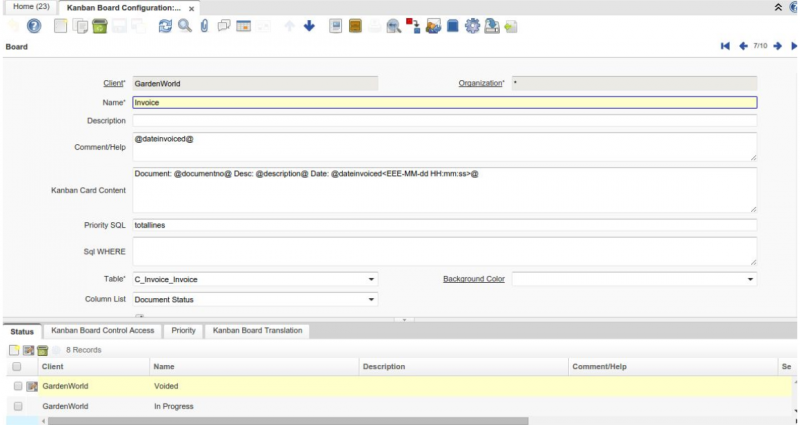 Home (23) Kanban Board Configuration:... x
Board 7/10
Client* GardenWorld Organization* *
Name* Invoice
Description
Comment/Help @dateinvoiced@
Kanban Card Content Document: @documentno@ Desc: @description@ Date: @dateinvoiced<EEE-MM-dd HH:mm:ss>@
Priority SQL totallines
Sql WHERE
Table* C_Invoice_Invoice Background Color
Column List Document Status
Status Kanban Board Control Access Priority Kanban Board Translation
8 Records
Client Name Description Comment/Help Se
GardenWorld Voided
GardenWorld In Progress